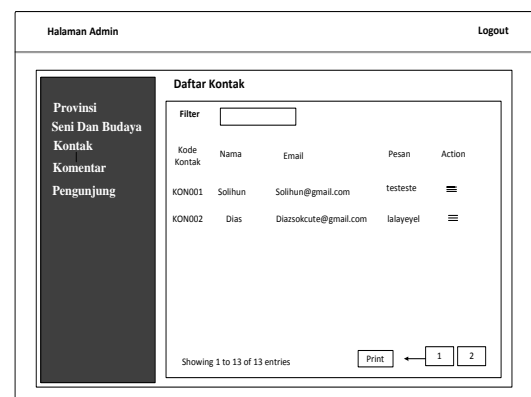 Halaman Admin Logout
Daftar Kontak
Provinsi
Seni Dan Budaya
Kontak
Komentar
Pengunjung
Filter
Kode Kontak Nama Email Pesan Action
KON001 Solihun Solihun@gmail.com testeste
KON002 Dias Diazsokcute@gmail.com lalayeyel
Showing 1 to 13 of 13 entries Print 1 2